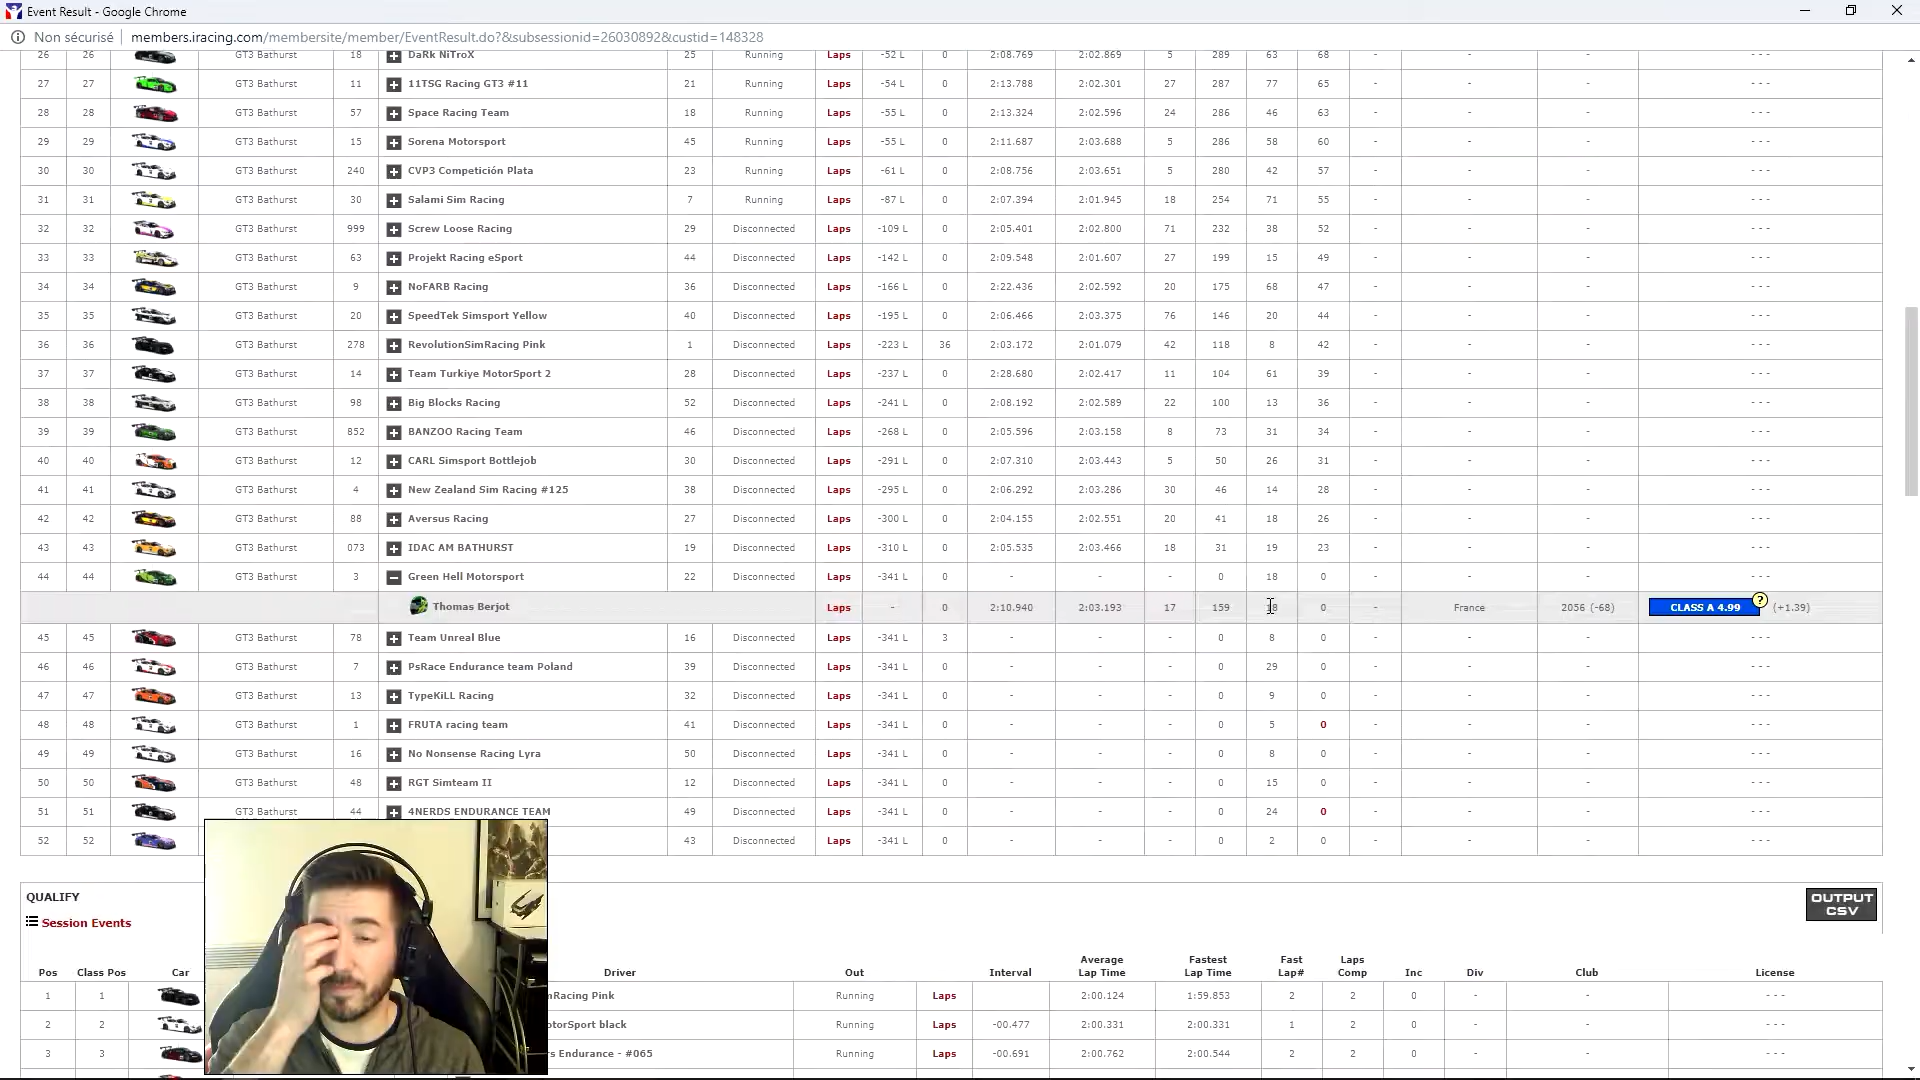 Event Result - Google Chrome
Non sécurisé members.iracing.com/membersite/member/EventResult.do?&subsessionid=26030892&custid=148328
26 26 GT3 Bathurst 18 DaRk NiTroX 25 Running Laps -52 L 0 2:08.769 2:02.869 5 289 63 68 - - - - - -
27 27 GT3 Bathurst 11 11TSG Racing GT3 #11 21 Running Laps -54 L 0 2:13.788 2:02.301 27 287 77 65 - - - - - -
28 28 GT3 Bathurst 57 Space Racing Team 18 Running Laps -55 L 0 2:13.324 2:02.596 24 286 46 63 - - - - - -
29 29 GT3 Bathurst 15 Sorena Motorsport 45 Running Laps -55 L 0 2:11.687 2:03.688 5 286 58 60 - - - - - -
30 30 GT3 Bathurst 240 CVP3 Competición Plata 23 Running Laps -61 L 0 2:08.756 2:03.651 5 280 42 57 - - - - - -
31 31 GT3 Bathurst 30 Salami Sim Racing 7 Running Laps -87 L 0 2:07.394 2:01.945 18 254 71 55 - - - - - -
32 32 GT3 Bathurst 999 Screw Loose Racing 29 Disconnected Laps -109 L 0 2:05.401 2:02.800 71 232 38 52 - - - - - -
33 33 GT3 Bathurst 63 Projekt Racing eSport 44 Disconnected Laps -142 L 0 2:09.548 2:01.607 27 199 15 49 - - - - - -
34 34 GT3 Bathurst 9 NoFARB Racing 36 Disconnected Laps -166 L 0 2:22.436 2:02.592 20 175 68 47 - - - - - -
35 35 GT3 Bathurst 20 SpeedTek Simsport Yellow 40 Disconnected Laps -195 L 0 2:06.466 2:03.375 76 146 20 44 - - - - - -
36 36 GT3 Bathurst 278 RevolutionSimRacing Pink 1 Disconnected Laps -223 L 36 2:03.172 2:01.079 42 118 8 42 - - - - - -
37 37 GT3 Bathurst 14 Team Turkiye MotorSport 2 28 Disconnected Laps -237 L 0 2:28.680 2:02.417 11 104 61 39 - - - - - -
38 38 GT3 Bathurst 98 Big Blocks Racing 52 Disconnected Laps -241 L 0 2:08.192 2:02.589 22 100 13 36 - - - - - -
39 39 GT3 Bathurst 852 BANZOO Racing Team 46 Disconnected Laps -268 L 0 2:05.596 2:03.158 8 73 31 34 - - - - - -
40 40 GT3 Bathurst 12 CARL Simsport Bottlejob 30 Disconnected Laps -291 L 0 2:07.310 2:03.443 5 50 26 31 - - - - - -
41 41 GT3 Bathurst 4 New Zealand Sim Racing #125 38 Disconnected Laps -295 L 0 2:06.292 2:03.286 30 46 14 28 - - - - - -
42 42 GT3 Bathurst 88 Aversus Racing 27 Disconnected Laps -300 L 0 2:04.155 2:02.551 20 41 18 26 - - - - - -
43 43 GT3 Bathurst 073 IDAC AM BATHURST 19 Disconnected Laps -310 L 0 2:05.535 2:03.466 18 31 19 23 - - - - - -
44 44 GT3 Bathurst 3 Green Hell Motorsport 22 Disconnected Laps -341 L 0 - - - 0 18 0 - - - - - -
Thomas Berjot Laps - 0 2:10.940 2:03.193 17 159 18 0 - France 2056 (-68) CLASS A 4.99 ? (+1.39)
45 45 GT3 Bathurst 78 Team Unreal Blue 16 Disconnected Laps -341 L 3 - - - 0 8 0 - - - - - -
46 46 GT3 Bathurst 7 PsRace Endurance team Poland 39 Disconnected Laps -341 L 0 - - - 0 29 0 - - - - - -
47 47 GT3 Bathurst 13 TypeKiLL Racing 32 Disconnected Laps -341 L 0 - - - 0 9 0 - - - - - -
48 48 GT3 Bathurst 1 FRUTA racing team 41 Disconnected Laps -341 L 0 - - - 0 5 0 - - - - - -
49 49 GT3 Bathurst 16 No Nonsense Racing Lyra 50 Disconnected Laps -341 L 0 - - - 0 8 0 - - - - - -
50 50 GT3 Bathurst 48 RGT Simteam II 12 Disconnected Laps -341 L 0 - - - 0 15 0 - - - - - -
51 51 GT3 Bathurst 44 4NERDS ENDURANCE TEAM 49 Disconnected Laps -341 L 0 - - - 0 24 0 - - - - - -
52 52 43 Disconnected Laps -341 L 0 - - - 0 2 0 - - - - - -
QUALIFY
OUTPUT CSV
Session Events
Pos Class Pos Car Driver Out Interval Average Lap Time Fastest Lap Time Fast Lap# Laps Comp Inc Div Club License
1 1 mRacing Pink Running Laps 2:00.124 1:59.853 2 2 0 - - - - -
2 2 otorSport black Running Laps -00.477 2:00.331 2:00.331 1 2 0 - - - - -
3 3 rs Endurance - #065 Running Laps -00.691 2:00.762 2:00.544 2 2 0 - - - - -